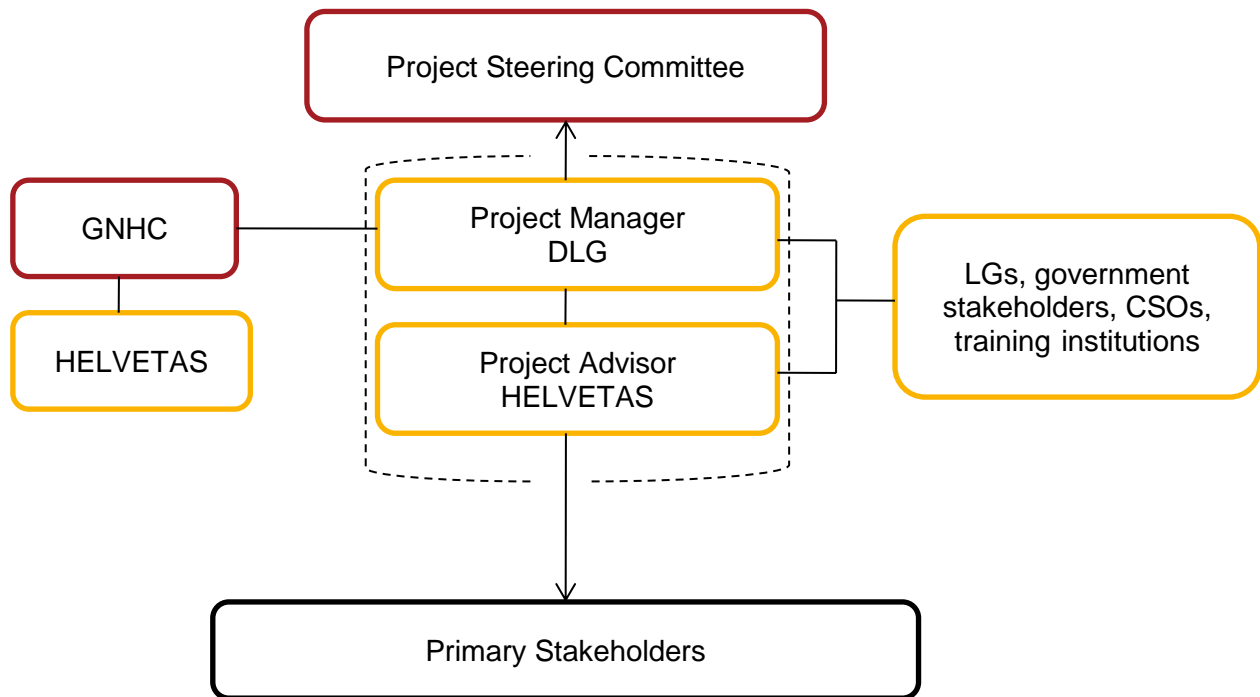 Project Steering Committee
GNHC
HELVETAS
Project Manager
DLG
Project Advisor
HELVETAS
LGs, government
stakeholders, CSOs,
training institutions
Primary Stakeholders